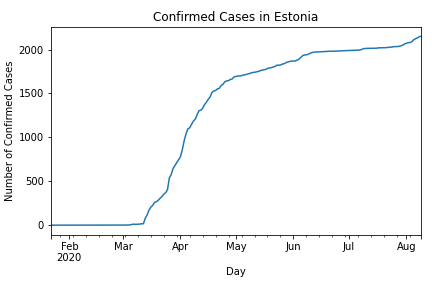 Confirmed Cases in Estonia
Number of Confirmed Cases
2000
1500
1000
500
0
Feb
2020
Mar
Apr
May
Jun
Jul
Aug
Day